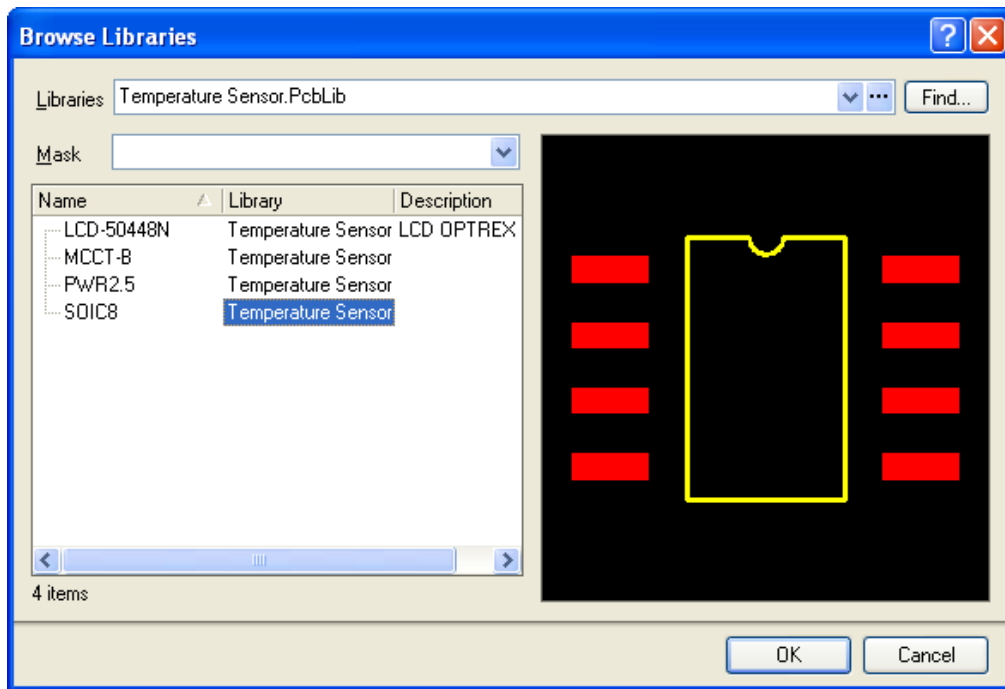 Browse Libraries
Libraries Temperature Sensor.PcbLib Find...
Mask
Name Library Description
LCD-50448N Temperature Sensor LCD OPTREX
MCCT-B Temperature Sensor
PWR2.5 Temperature Sensor
SOIC8 Temperature Sensor
4 items
OK Cancel